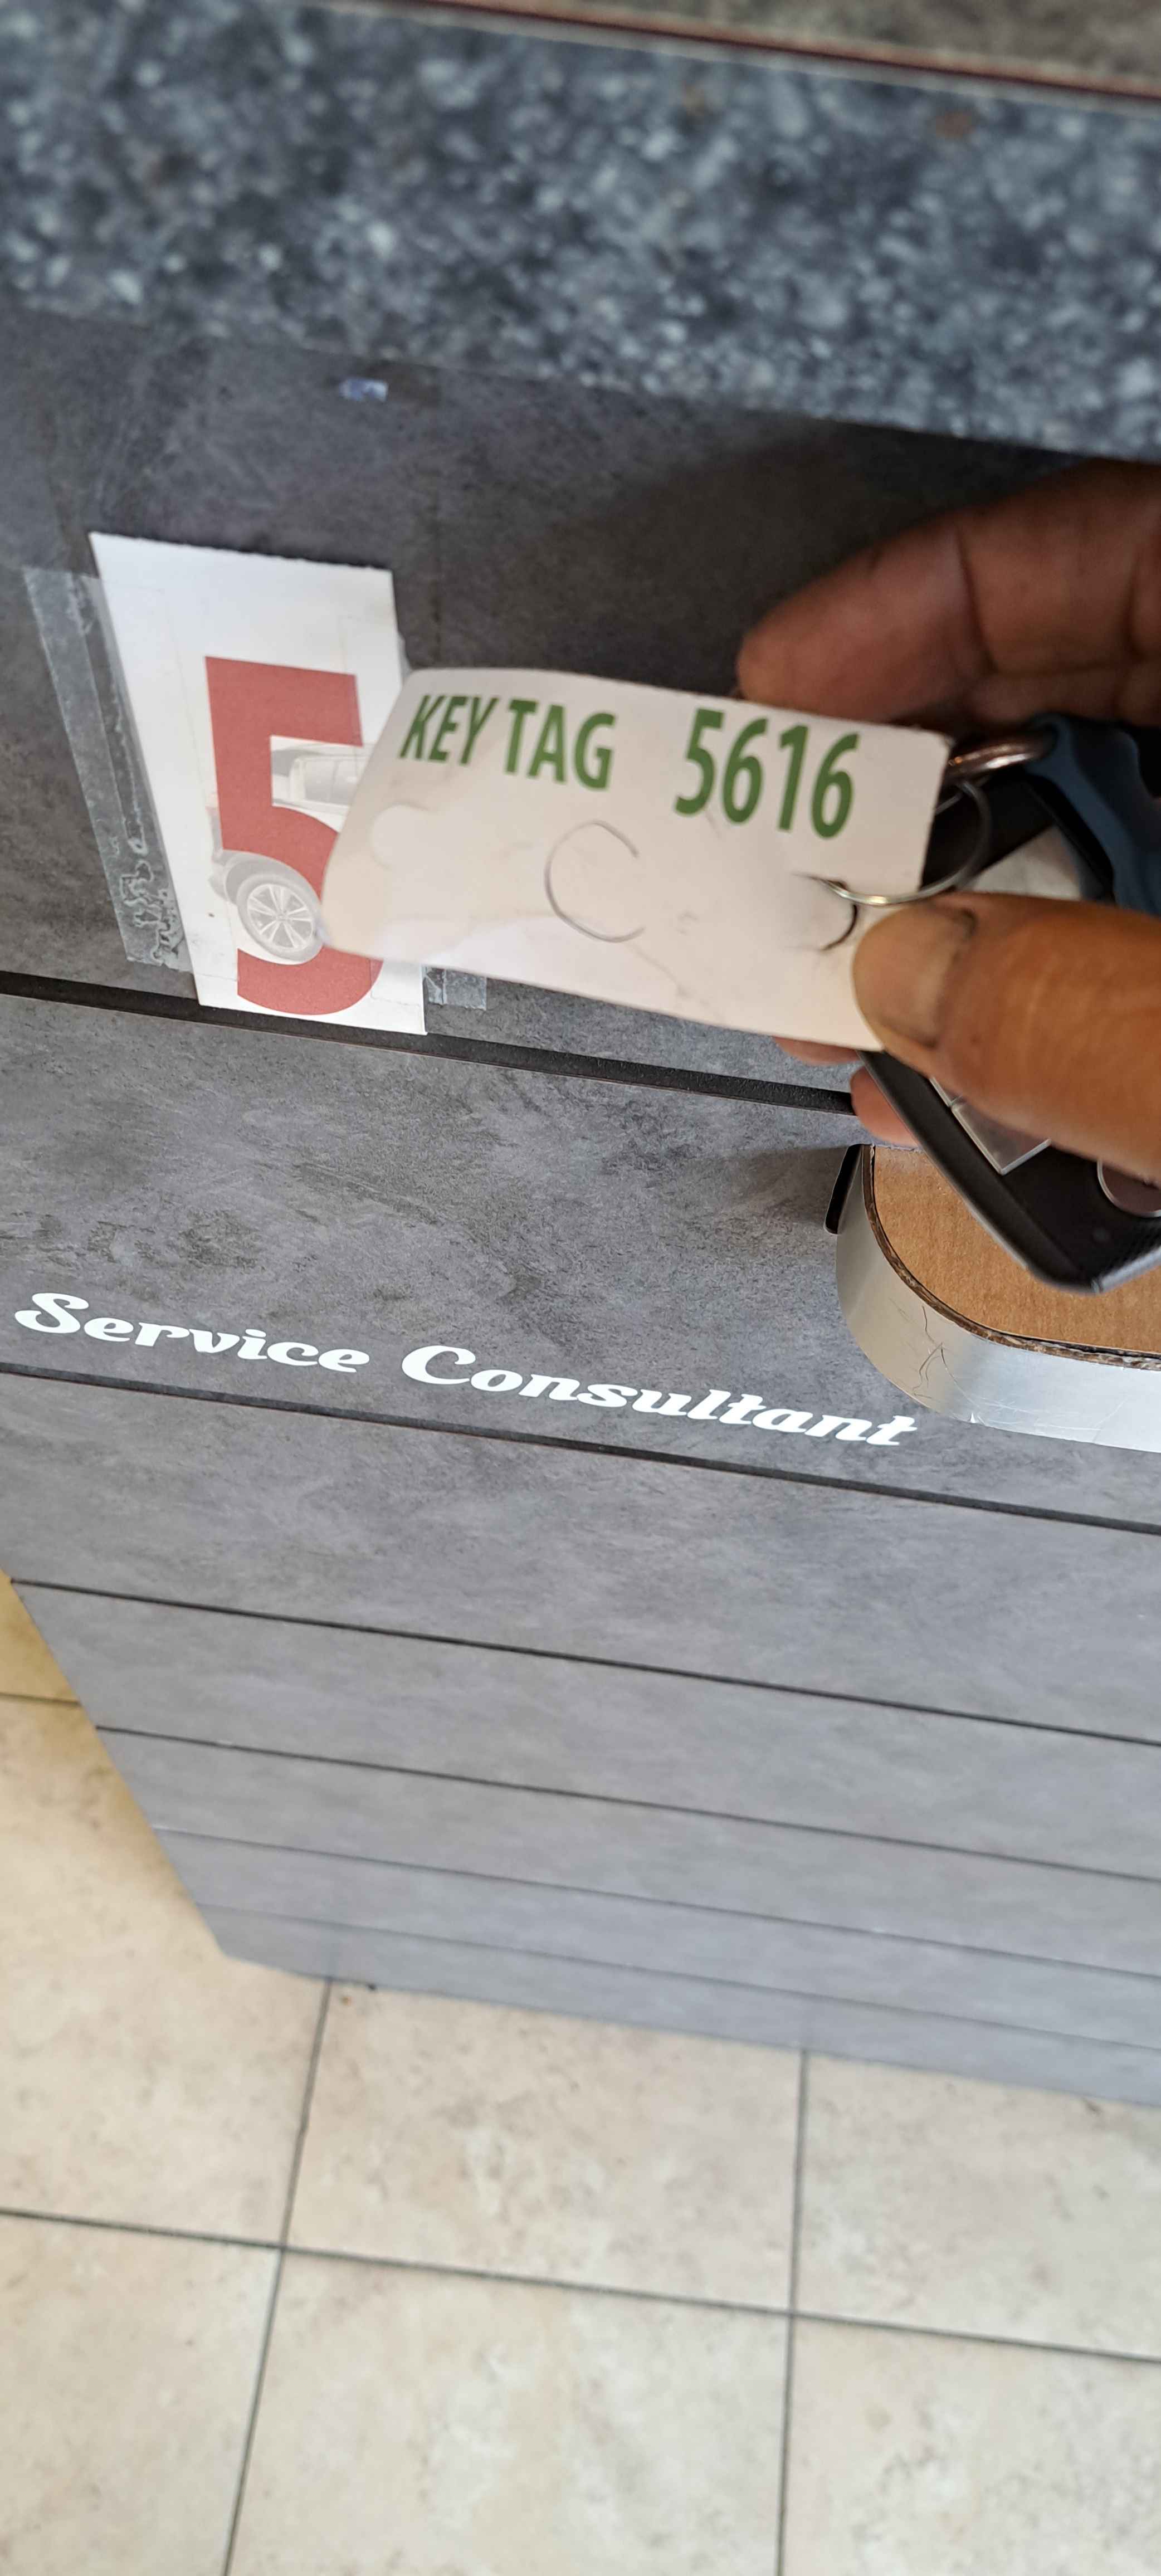 5
KEY TAG 5616
Service Consultant